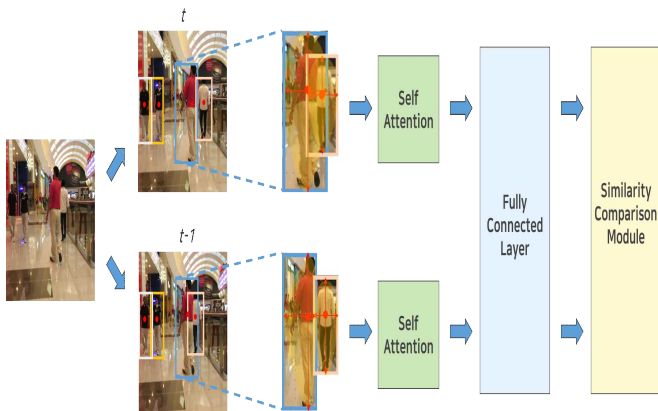 t
Self
Attention
Fully
Connected
Layer
Similarity
Comparison
Module
t-1
Self
Attention